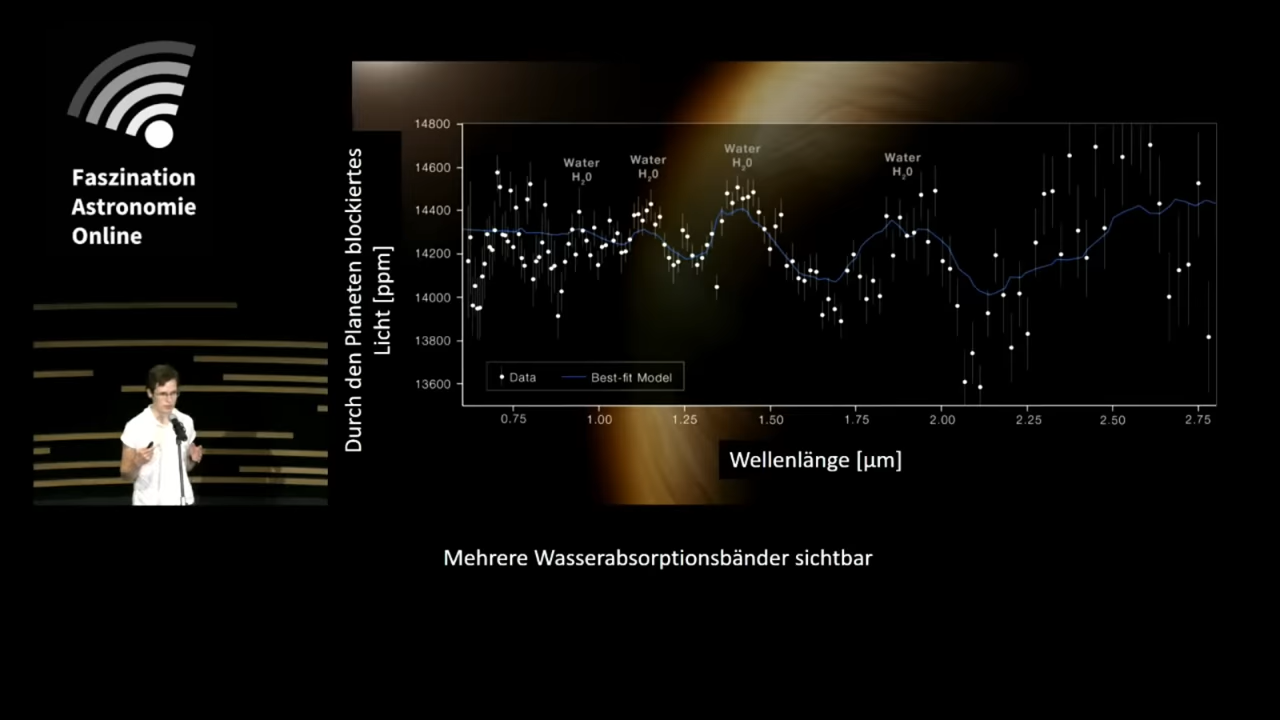 Faszination
Astronomie
Online
Durch den Planeten blockiertes
Licht [ppm]
14800
14600
14400
14200
14000
13800
13600
Water
H₂O
Water
H₂O
Water
H₂O
Water
H₂O
Data
Best-fit Model
0.75
1.00
1.25
1.50
1.75
2.00
2.25
2.50
2.75
Wellenlänge [µm]
Mehrere Wasserabsorptionsbänder sichtbar